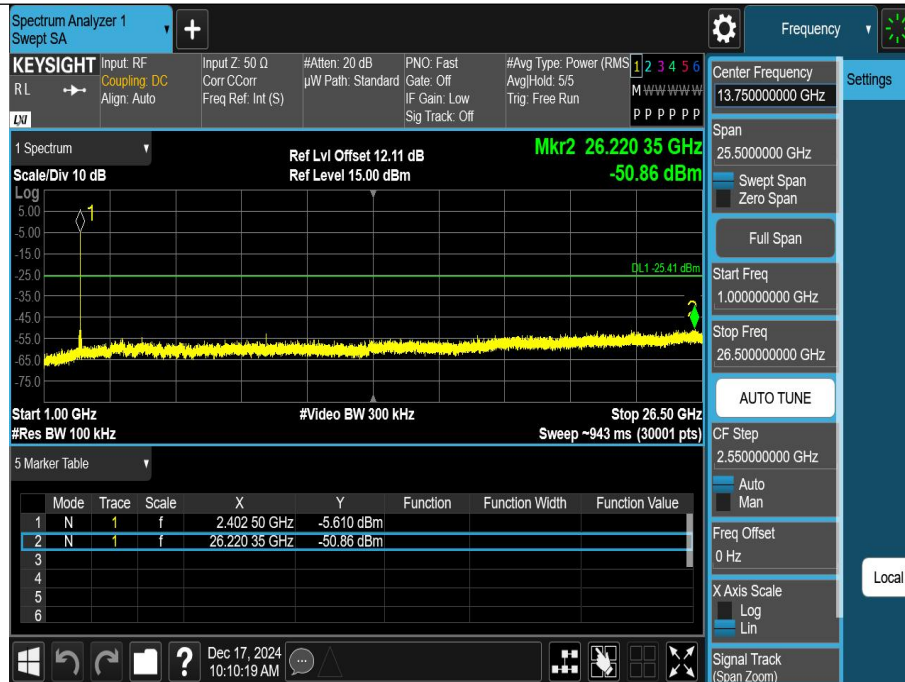 Spectrum Analyzer 1
Swept SA
+
Frequency
KEYSIGHT
RL
LXI
Input: RF
Coupling: DC
Align: Auto
Input Z: 50 Ω
Corr CCorr
Freq Ref: Int (S)
#Atten: 20 dB
µW Path: Standard
PNO: Fast
Gate: Off
IF Gain: Low
Sig Track: Off
#Avg Type: Power (RMS
Avg|Hold: 5/5
Trig: Free Run
1 2 3 4 5 6
M W W W W W
P P P P P P
1 Spectrum
Scale/Div 10 dB
Ref Lvl Offset 12.11 dB
Ref Level 15.00 dBm
Mkr2 26.220 35 GHz
-50.86 dBm
Log
5.00
-5.00
-15.0
-25.0
-35.0
-45.0
-55.0
-65.0
-75.0
1
DL1 -25.41 dBm
2
Start 1.00 GHz
#Video BW 300 kHz
Stop 26.50 GHz
#Res BW 100 kHz
Sweep ~943 ms (30001 pts)
5 Marker Table
Mode Trace Scale X Y Function Function Width Function Value
1 N 1 f 2.402 50 GHz -5.610 dBm
2 N 1 f 26.220 35 GHz -50.86 dBm
3
4
5
6
?
Dec 17, 2024
10:10:19 AM
Center Frequency
13.750000000 GHz
Settings
Span
25.5000000 GHz
Swept Span
Zero Span
Full Span
Start Freq
1.000000000 GHz
Stop Freq
26.500000000 GHz
AUTO TUNE
CF Step
2.550000000 GHz
Auto
Man
Freq Offset
0 Hz
Local
X Axis Scale
Log
Lin
Signal Track
(Span Zoom)